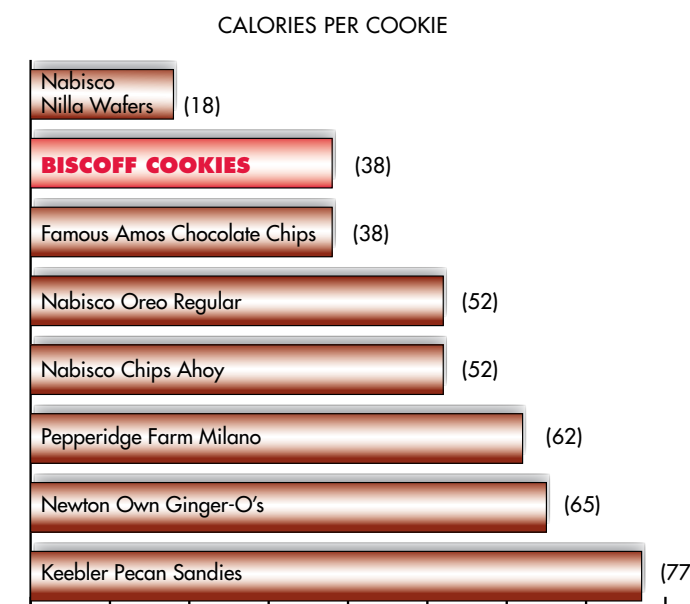 CALORIES PER COOKIE
Nabisco
Nilla Wafers (18)
BISCOFF COOKIES (38)
Famous Amos Chocolate Chips (38)
Nabisco Oreo Regular (52)
Nabisco Chips Ahoy (52)
Pepperidge Farm Milano (62)
Newton Own Ginger-O's (65)
Keebler Pecan Sandies (77